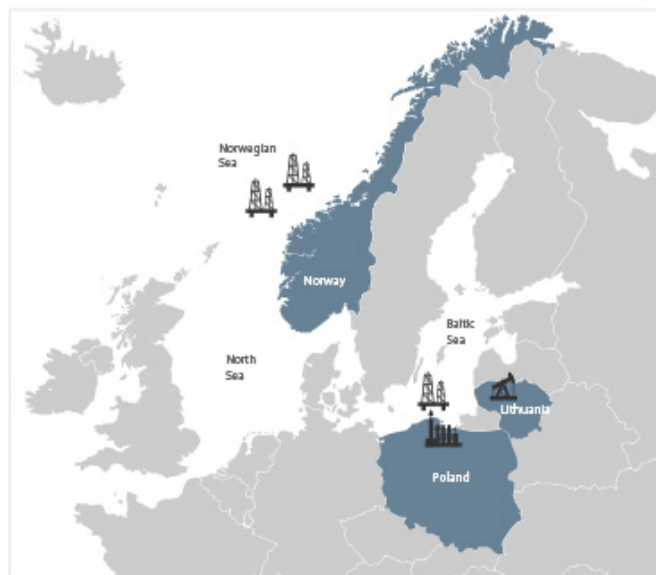 Norwegian
Sea
Norway
Baltic
Sea
North
Sea
Lithuania
Poland